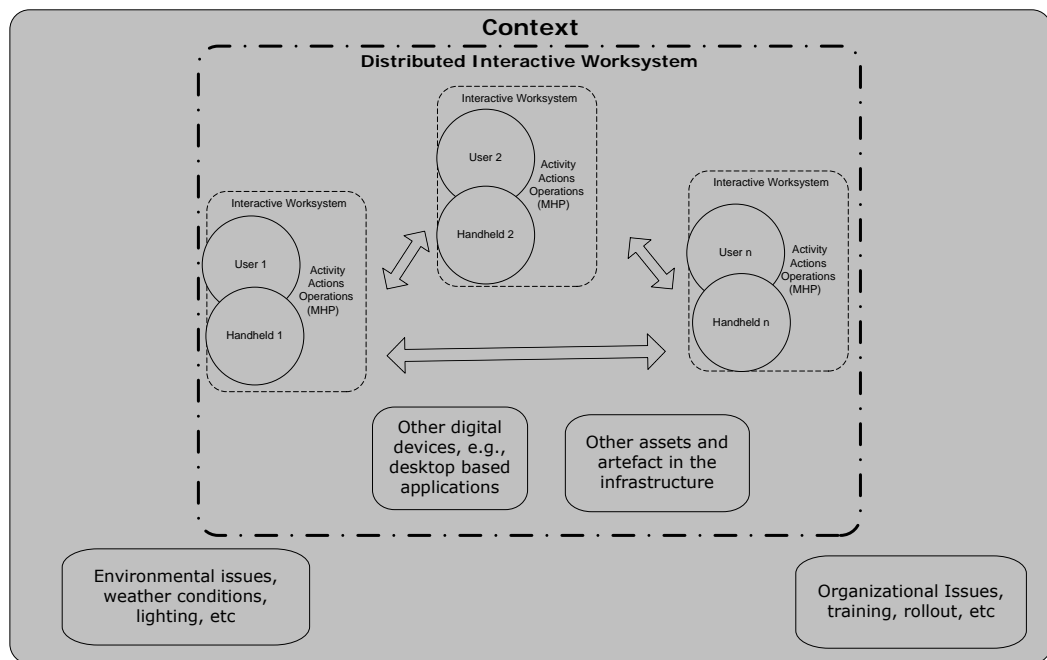 Context
Distributed Interactive Worksystem
Interactive Worksystem
User 2
Activity
Actions
Operations
(MHP)
Handheld 2
Interactive Worksystem
User 1
Activity
Actions
Operations
(MHP)
Handheld 1
Interactive Worksystem
User n
Activity
Actions
Operations
(MHP)
Handheld n
Other digital
devices, e.g.,
desktop based
applications
Other assets and
artefact in the
infrastructure
Environmental issues,
weather conditions,
lighting, etc
Organizational Issues,
training, rollout, etc